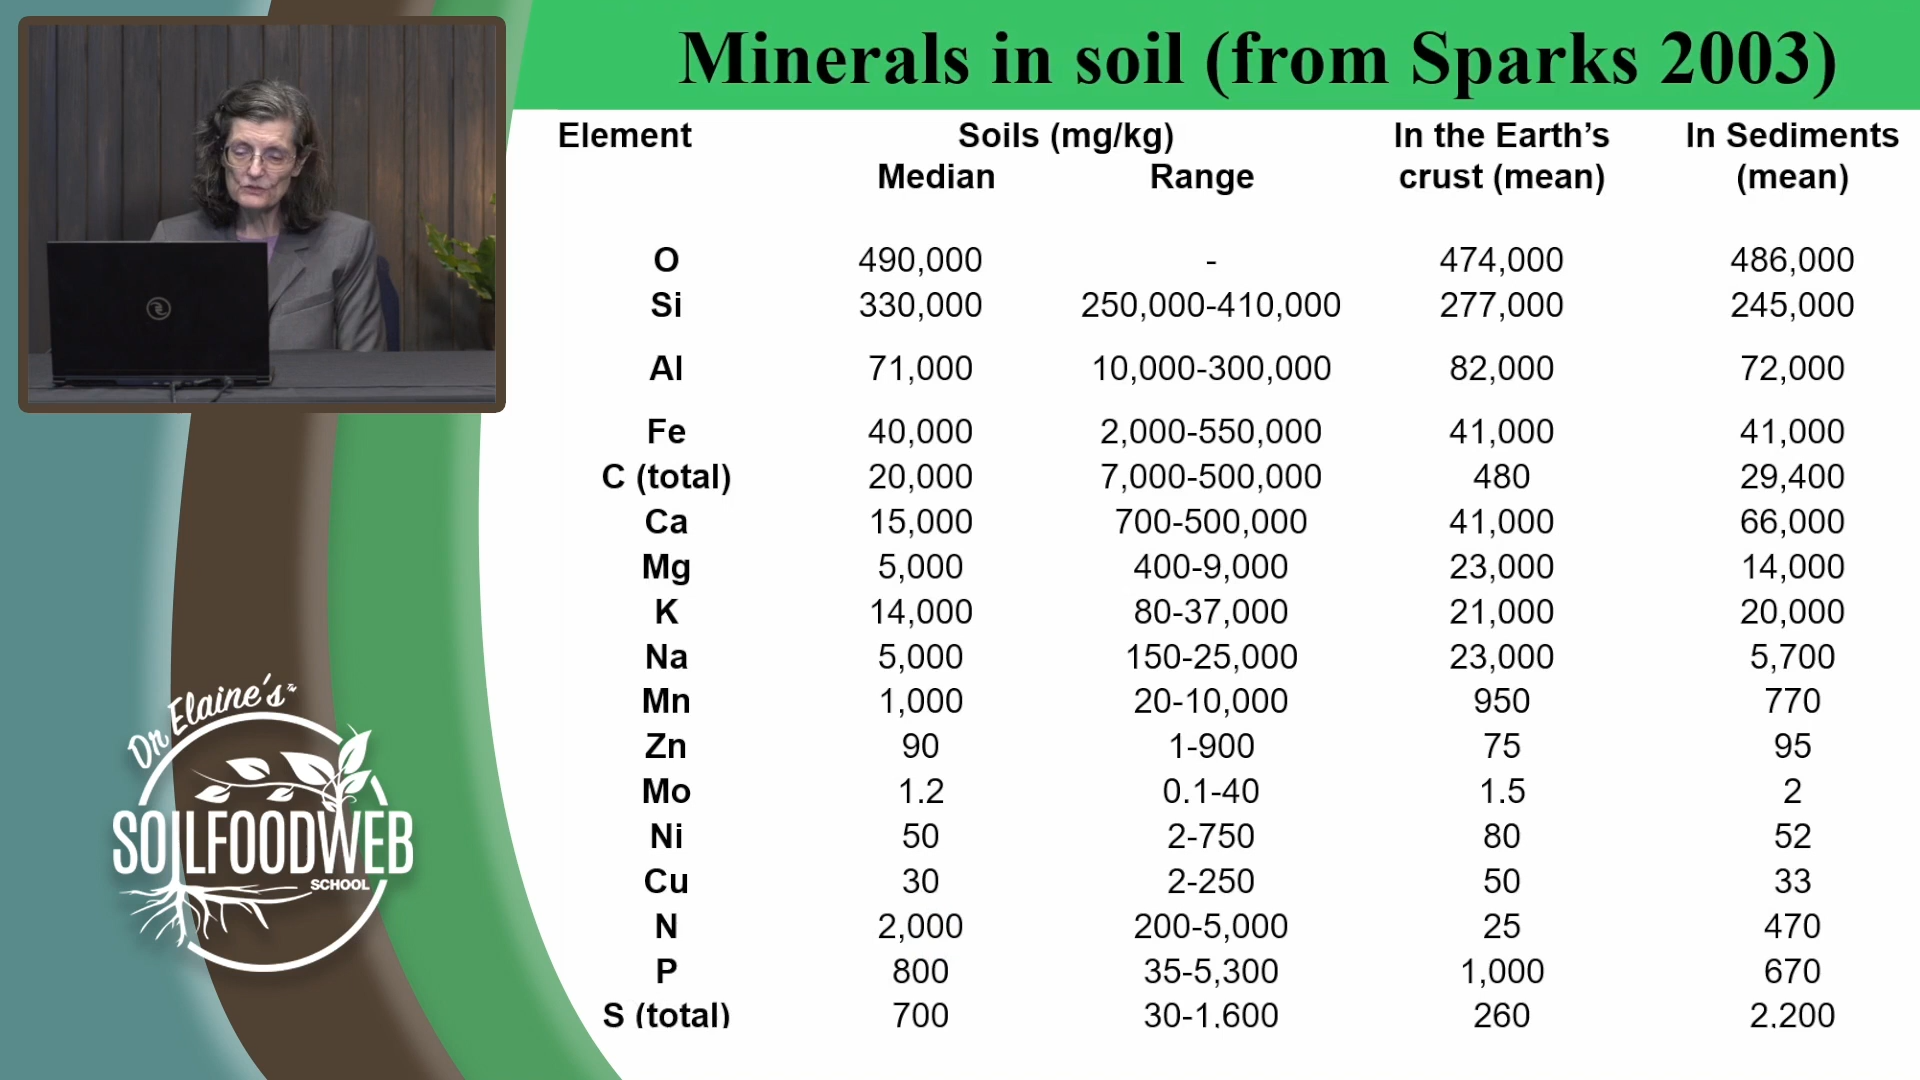 Minerals in soil (from Sparks 2003)
Element Soils (mg/kg) In the Earth's In Sediments
Median Range crust (mean) (mean)
O 490,000 - 474,000 486,000
Si 330,000 250,000-410,000 277,000 245,000
Al 71,000 10,000-300,000 82,000 72,000
Fe 40,000 2,000-550,000 41,000 41,000
C (total) 20,000 7,000-500,000 480 29,400
Ca 15,000 700-500,000 41,000 66,000
Mg 5,000 400-9,000 23,000 14,000
K 14,000 80-37,000 21,000 20,000
Na 5,000 150-25,000 23,000 5,700
Mn 1,000 20-10,000 950 770
Zn 90 1-900 75 95
Mo 1.2 0.1-40 1.5 2
Ni 50 2-750 80 52
Cu 30 2-250 50 33
N 2,000 200-5,000 25 470
P 800 35-5,300 1,000 670
S (total) 700 30-1,600 260 2,200
Dr Elaine's™
SOILFOODWEB
SCHOOL